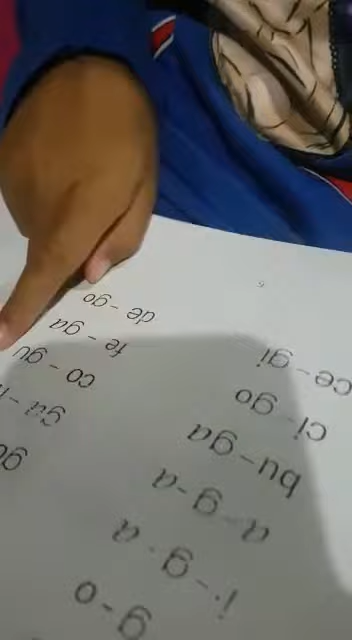 g-o
i-g-a
a-g-a
bu-ga
ci-go
ce-gi
co-gu
fe-ga
de-go